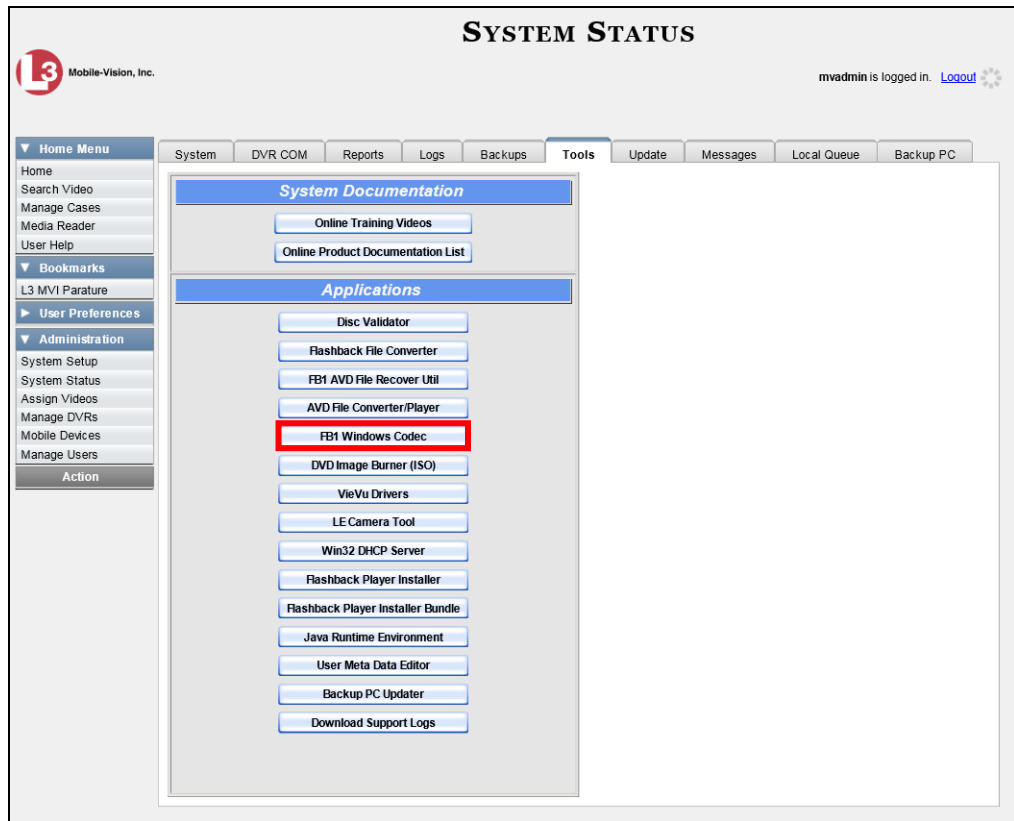 SYSTEM STATUS
L3 Mobile-Vision, Inc.
mvadmin is logged in. Logout
Home Menu
Home
Search Video
Manage Cases
Media Reader
User Help
Bookmarks
L3 MVI Parature
User Preferences
Administration
System Setup
System Status
Assign Videos
Manage DVRs
Mobile Devices
Manage Users
Action
System DVR COM Reports Logs Backups Tools Update Messages Local Queue Backup PC
System Documentation
Online Training Videos
Online Product Documentation List
Applications
Disc Validator
Flashback File Converter
FB1 AVD File Recover Util
AVD File Converter/Player
FB1 Windows Codec
DVD Image Burner (ISO)
VieVu Drivers
LE Camera Tool
Win32 DHCP Server
Flashback Player Installer
Flashback Player Installer Bundle
Java Runtime Environment
User Meta Data Editor
Backup PC Updater
Download Support Logs